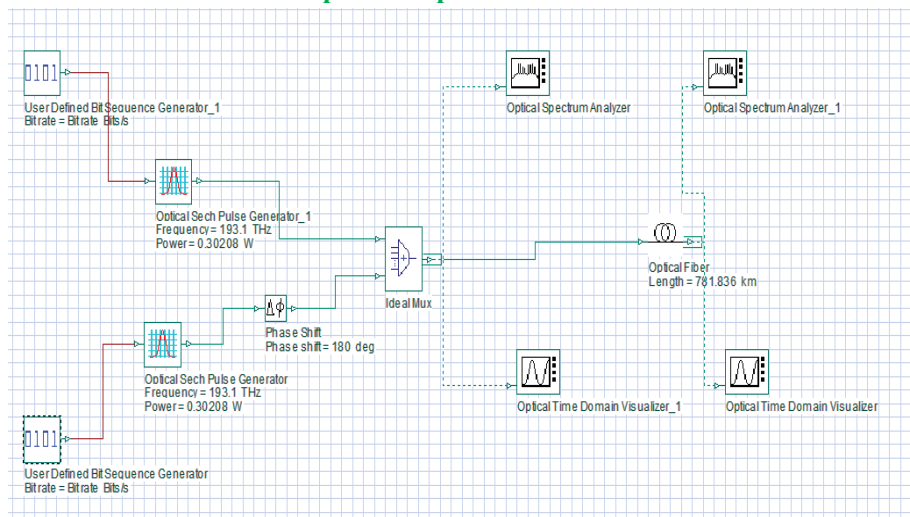 0101
User Defined Bit Sequence Generator_1
Bitrate = Bitrate Bits/s
Optical Spectrum Analyzer
Optical Spectrum Analyzer_1
Optical Sech Pulse Generator_1
Frequency = 193.1 THz
Power = 0.30208 W
Ideal Mux
Optical Fiber
Length = 781.836 km
Phase Shift
Phase shift = 180 deg
Optical Sech Pulse Generator
Frequency = 193.1 THz
Power = 0.30208 W
Optical Time Domain Visualizer_1
Optical Time Domain Visualizer
0101
User Defined Bit Sequence Generator
Bitrate = Bitrate Bits/s